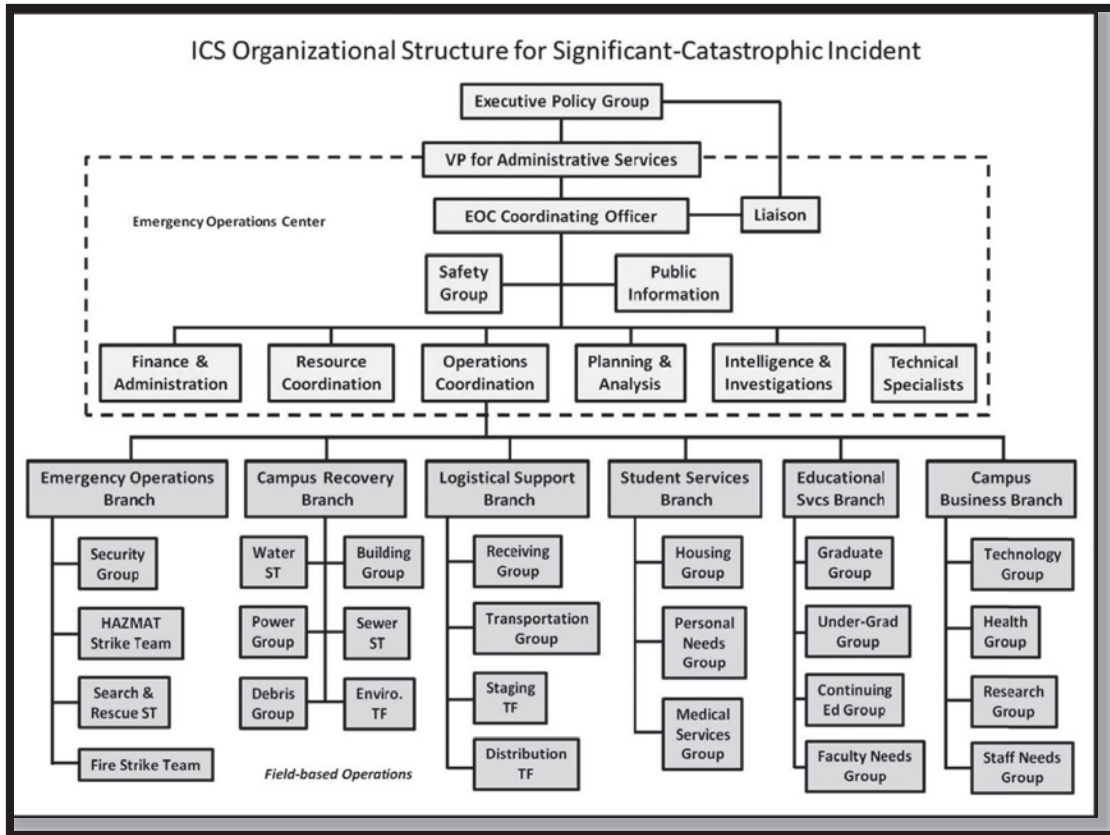 ICS Organizational Structure for Significant-Catastrophic Incident
Executive Policy Group
VP for Administrative Services
Emergency Operations Center
EOC Coordinating Officer
Liaison
Safety
Group
Public
Information
Finance &
Administration
Resource
Coordination
Operations
Coordination
Planning &
Analysis
Intelligence &
Investigations
Technical
Specialists
Emergency Operations
Branch
Campus Recovery
Branch
Logistical Support
Branch
Student Services
Branch
Educational
Svcs Branch
Campus
Business Branch
Security
Group
HAZMAT
Strike Team
Search &
Rescue ST
Fire Strike Team
Water
ST
Building
Group
Power
Group
Sewer
ST
Debris
Group
Enviro.
TF
Field-based Operations
Receiving
Group
Transportation
Group
Staging
TF
Distribution
TF
Housing
Group
Personal
Needs
Group
Medical
Services
Group
Graduate
Group
Under-Grad
Group
Continuing
Ed Group
Faculty Needs
Group
Technology
Group
Health
Group
Research
Group
Staff Needs
Group